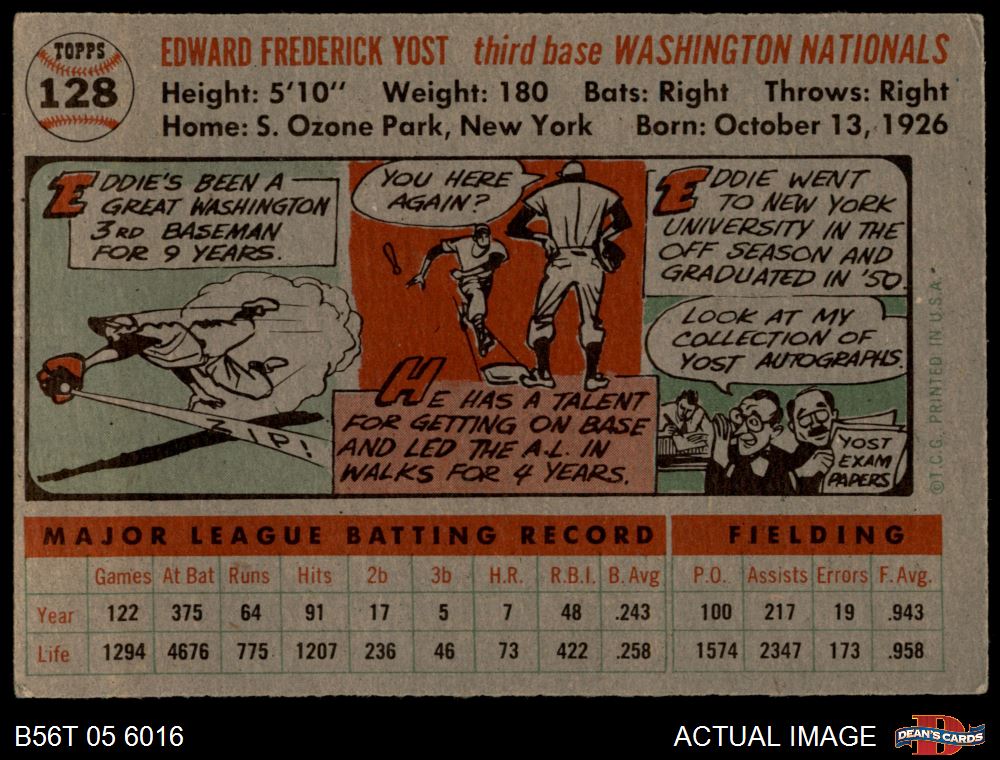 TOPPS
128
EDWARD FREDERICK YOST third base WASHINGTON NATIONALS
Height: 5'10" Weight: 180 Bats: Right Throws: Right
Home: S. Ozone Park, New York Born: October 13, 1926
EDDIE'S BEEN A
GREAT WASHINGTON
3RD BASEMAN
FOR 9 YEARS.
ZIP!
YOU HERE
AGAIN?
HE HAS A TALENT
FOR GETTING ON BASE
AND LED THE A.L. IN
WALKS FOR 4 YEARS.
EDDIE WENT
TO NEW YORK
UNIVERSITY IN THE
OFF SEASON AND
GRADUATED IN '50.
LOOK AT MY
COLLECTION OF
YOST AUTOGRAPHS.
YOST
EXAM
PAPERS
© T.C.G. PRINTED IN U.S.A.
MAJOR LEAGUE BATTING RECORD FIELDING
Games At Bat Runs Hits 2b 3b H.R. R.B.I. B. Avg P.O. Assists Errors F. Avg.
Year 122 375 64 91 17 5 7 48 .243 100 217 19 .943
Life 1294 4676 775 1207 236 46 73 422 .258 1574 2347 173 .958
B56T 05 6016 ACTUAL IMAGE
D
DEAN'S CARDS